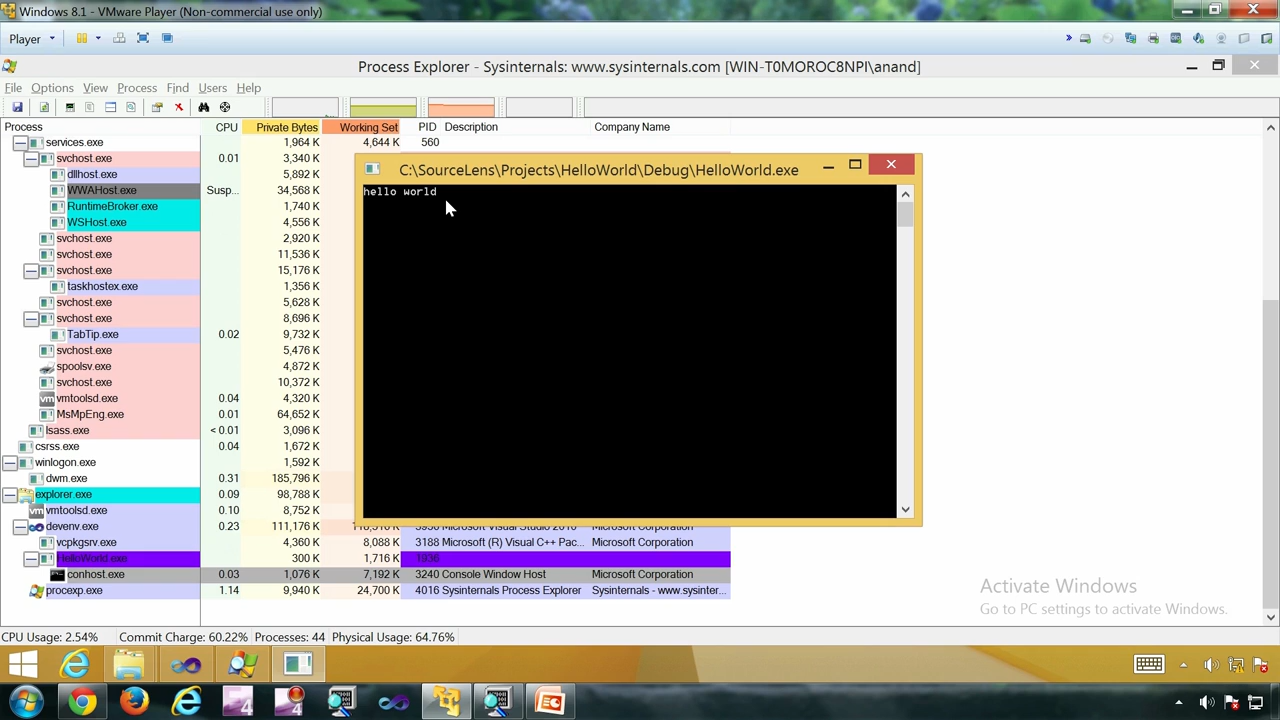 Windows 8.1 - VMware Player (Non-commercial use only)
Player
Process Explorer - Sysinternals: www.sysinternals.com [WIN-T0MOROC8NPI\anand]
File Options View Process Find Users Help
Process CPU Private Bytes Working Set PID Description Company Name
services.exe 1,964 K 4,644 K 560
svchost.exe 0.01 3,340 K
C:\SourceLens\Projects\HelloWorld\Debug\HelloWorld.exe
dllhost.exe 5,892 K
WWAHost.exe Susp... 34,568 K
hello world
RuntimeBroker.exe 1,740 K
WSHost.exe 4,556 K
svchost.exe 2,920 K
svchost.exe 11,536 K
svchost.exe 15,176 K
taskhostex.exe 1,356 K
svchost.exe 5,628 K
svchost.exe 8,696 K
TabTip.exe 0.02 9,732 K
svchost.exe 5,476 K
spoolsv.exe 4,872 K
svchost.exe 10,372 K
vmtoolsd.exe 0.04 4,320 K
MsMpEng.exe 0.01 64,652 K
lsass.exe < 0.01 3,096 K
csrss.exe 0.04 1,672 K
winlogon.exe 1,592 K
dwm.exe 0.31 185,796 K
explorer.exe 0.09 98,788 K
vmtoolsd.exe 0.10 8,752 K
devenv.exe 0.23 111,176 K Microsoft Visual Studio 2010 Microsoft Corporation
vcpkgsrv.exe 4,360 K 8,088 K 3188 Microsoft (R) Visual C++ Pac... Microsoft Corporation
HelloWorld.exe 300 K 1,716 K 1936
conhost.exe 0.03 1,076 K 7,192 K 3240 Console Window Host Microsoft Corporation
procexp.exe 1.14 9,940 K 24,700 K 4016 Sysinternals Process Explorer Sysinternals - www.sysinter...
Activate Windows
Go to PC settings to activate Windows.
CPU Usage: 2.54% Commit Charge: 60.22% Processes: 44 Physical Usage: 64.76%